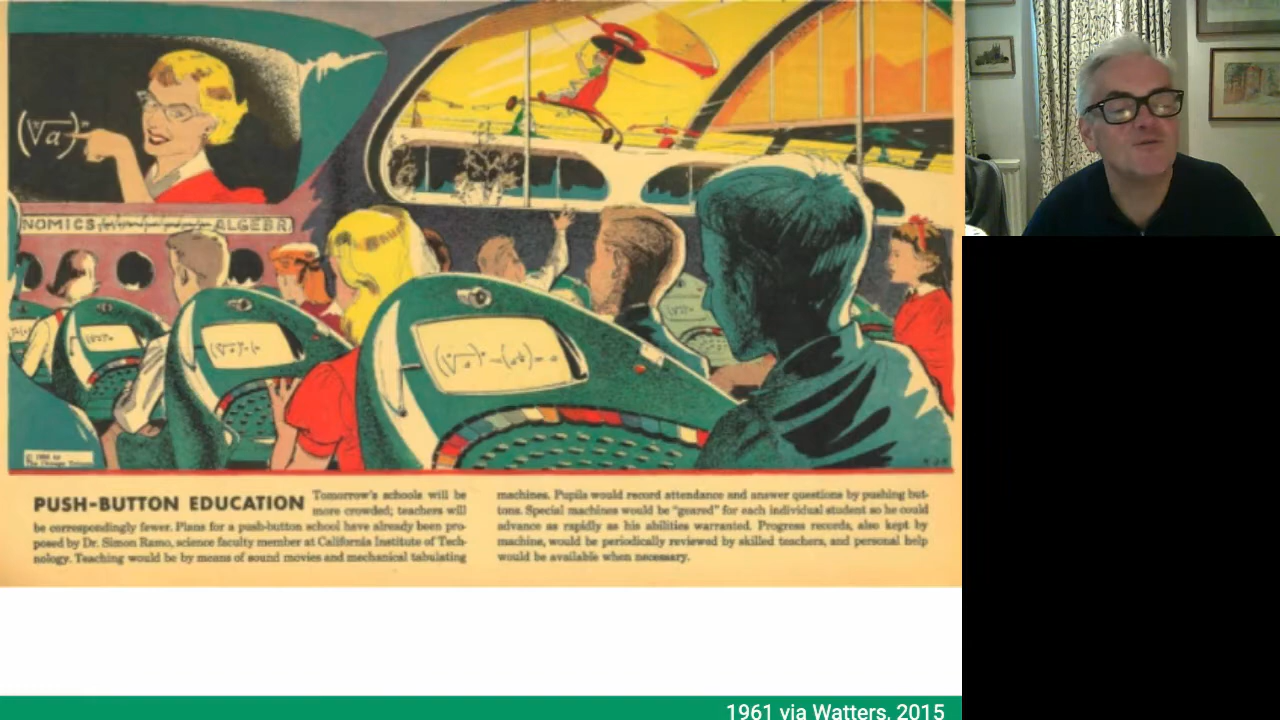 NOMICS
ALGEBR
PUSH-BUTTON EDUCATION Tomorrow's schools will be
more crowded; teachers will
be correspondingly fewer. Plans for a push-button school have already been pro-
posed by Dr. Simon Ramo, science faculty member at California Institute of Tech-
nology. Teaching would be by means of sound movies and mechanical tabulating
machines. Pupils would record attendance and answer questions by pushing but-
tons. Special machines would be "geared" for each individual student so he could
advance as rapidly as his abilities warranted. Progress records, also kept by
machine, would be periodically reviewed by skilled teachers, and personal help
would be available when necessary.
1961 via Watters, 2015